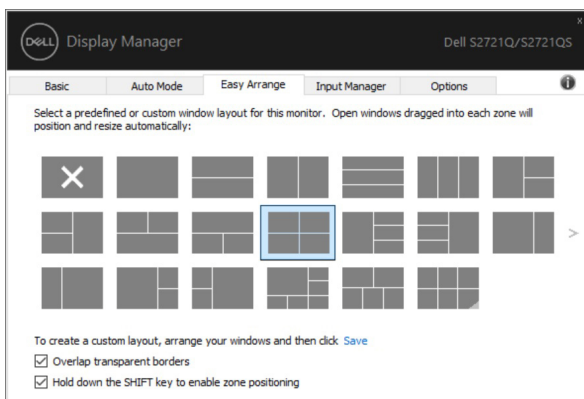 x
DELL Display Manager Dell S2721Q/S2721QS
Basic Auto Mode Easy Arrange Input Manager Options i
Select a predefined or custom window layout for this monitor. Open windows dragged into each zone will
position and resize automatically:
>
To create a custom layout, arrange your windows and then click Save
Overlap transparent borders
Hold down the SHIFT key to enable zone positioning